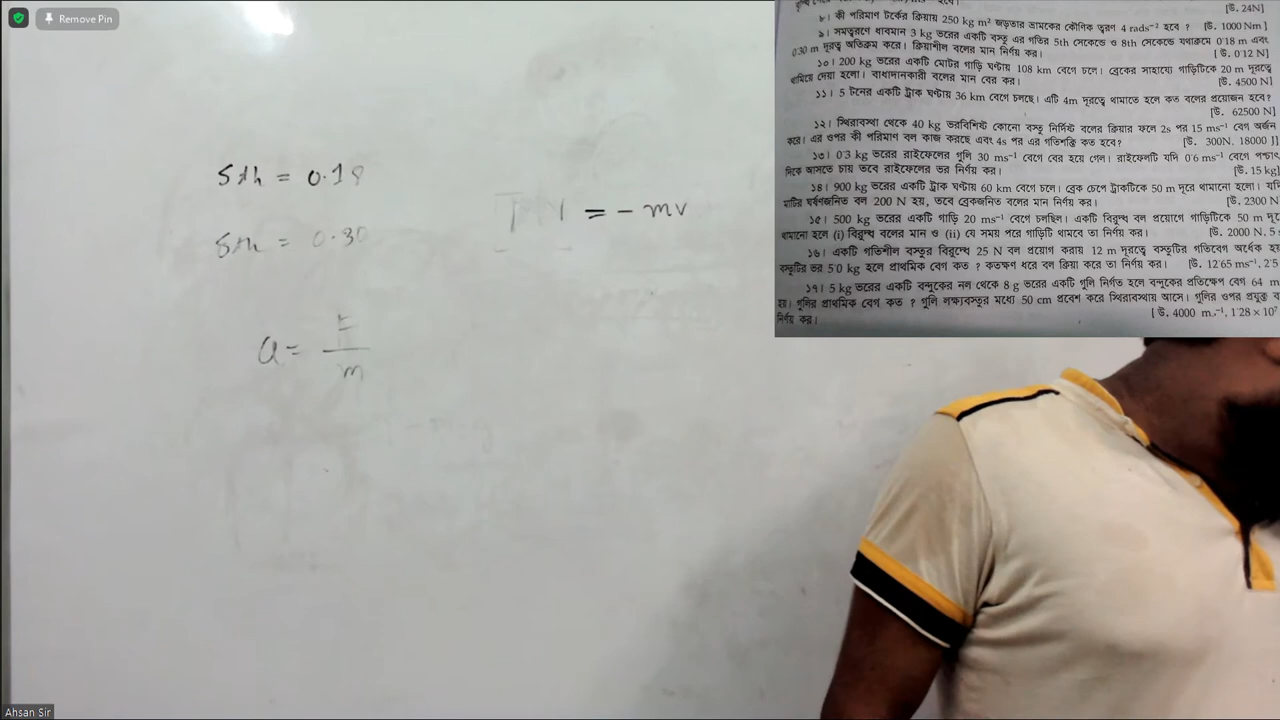 Remove Pin
5th = 0.18
8th = 0.30
a = F
m
= - mv
[উ. 24N]
৮। কী পরিমাণ টর্কের ক্রিয়ায় 250 kg m² জড়তার ভ্রামকের কৌণিক ত্বরণ 4 rads⁻² হবে ? [উ. 1000 Nm]
৯। সমত্বরণে ধাবমান 3 kg ভরের একটি বস্তু এর গতির 5th সেকেন্ডে ও 8th সেকেন্ডে যথাক্রমে 0·18 m এবং
0·30 m দূরত্ব অতিক্রম করে। ক্রিয়াশীল বলের মান নির্ণয় কর। [উ. 0·12 N]
১০। 200 kg ভরের একটি মোটর গাড়ি ঘণ্টায় 108 km বেগে চলে। ব্রেকের সাহায্যে গাড়িটিকে 20 m দূরত্বে
থামিয়ে দেয়া হলো। বাধাদানকারী বলের মান বের কর। [উ. 4500 N]
১১। 5 টনের একটি ট্রাক ঘণ্টায় 36 km বেগে চলছে। এটি 4m দূরত্বে থামাতে হলে কত বলের প্রয়োজন হবে?
[উ. 62500 N]
১২। স্থিরাবস্থা থেকে 40 kg ভরবিশিষ্ট কোনো বস্তু নির্দিষ্ট বলের ক্রিয়ার ফলে 2s পর 15 ms⁻¹ বেগ অর্জন
করে। এর ওপর কী পরিমাণ বল কাজ করছে এবং 4s পর এর গতিশক্তি কত হবে? [উ. 300N, 18000 J]
১৩। 0·3 kg ভরের রাইফেলের গুলি 30 ms⁻¹ বেগে বের হয়ে গেল। রাইফেলটি যদি 0·6 ms⁻¹ বেগে পশ্চাৎ
দিকে আসতে চায় তবে রাইফেলের ভর নির্ণয় কর। [উ. 15 kg]
১৪। 900 kg ভরের একটি ট্রাক ঘণ্টায় 60 km বেগে চলে। ব্রেক চেপে ট্রাকটিকে 50 m দূরে থামানো হলো। যদি
মাটির ঘর্ষণজনিত বল 200 N হয়, তবে ব্রেকজনিত বলের মান নির্ণয় কর। [উ. 2300 N
১৫। 500 kg ভরের একটি গাড়ি 20 ms⁻¹ বেগে চলছিল। একটি বিরুদ্ধ বল প্রয়োগে গাড়িটিকে 50 m দূ
থামানো হলে (i) বিরুদ্ধ বলের মান ও (ii) যে সময় পরে গাড়িটি থামবে তা নির্ণয় কর। [উ. 2000 N, 5
১৬। একটি গতিশীল বস্তুর বিরুদ্ধে 25 N বল প্রয়োগ করায় 12 m দূরত্বে বস্তুটির গতিবেগ অর্ধেক হ
বস্তুটির ভর 5·0 kg হলে প্রাথমিক বেগ কত ? কতক্ষণ ধরে বল ক্রিয়া করে তা নির্ণয় কর। [উ. 12·65 ms⁻¹, 2·5
১৭। 5 kg ভরের একটি বন্দুকের নল থেকে 8 g ভরের একটি গুলি নির্গত হলে বন্দুকের প্রতিক্ষেপ বেগ 64 m
হয়। গুলির প্রাথমিক বেগ কত ? গুলি লক্ষ্যবস্তুর মধ্যে 50 cm প্রবেশ করে স্থিরাবস্থায় আসে। গুলির ওপর প্রযুক্ত
নির্ণয় কর। [উ. 4000 m.⁻¹, 1·28 × 10⁷
Ahsan Sir